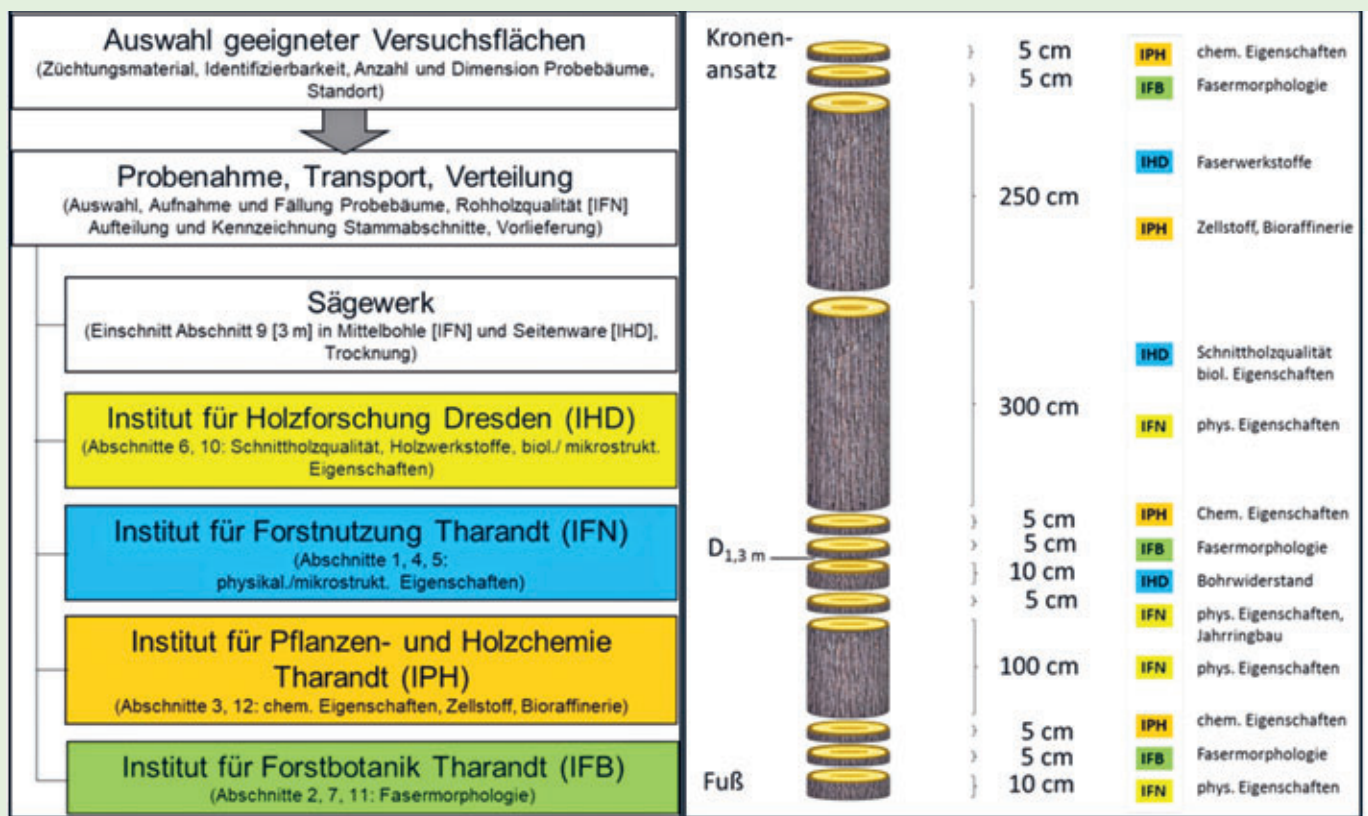 Auswahl geeigneter Versuchsflächen
(Züchtungsmaterial, Identifizierbarkeit, Anzahl und Dimension Probebäume,
Standort)
Probenahme, Transport, Verteilung
(Auswahl, Aufnahme und Fällung Probebäume, Rohholzqualität [IFN]
Aufteilung und Kennzeichnung Stammabschnitte, Vorlieferung)
Sägewerk
(Einschnitt Abschnitt 9 [3 m] in Mittelbohle [IFN] und Seitenware [IHD],
Trocknung)
Institut für Holzforschung Dresden (IHD)
(Abschnitte 6, 10: Schnittholzqualität, Holzwerkstoffe, biol./ mikrostrukt.
Eigenschaften)
Institut für Forstnutzung Tharandt (IFN)
(Abschnitte 1, 4, 5:
physikal./mikrostrukt. Eigenschaften)
Institut für Pflanzen- und Holzchemie
Tharandt (IPH)
(Abschnitte 3, 12: chem. Eigenschaften, Zellstoff, Bioraffinerie)
Institut für Forstbotanik Tharandt (IFB)
(Abschnitte 2, 7, 11: Fasermorphologie)
Kronen-
ansatz
5 cm IPH chem. Eigenschaften
5 cm IFB Fasermorphologie
IHD Faserwerkstoffe
250 cm
IPH Zellstoff, Bioraffinerie
IHD Schnittholzqualität
biol. Eigenschaften
300 cm
IFN phys. Eigenschaften
5 cm IPH Chem. Eigenschaften
D1,3 m 5 cm IFB Fasermorphologie
10 cm IHD Bohrwiderstand
5 cm IFN phys. Eigenschaften,
Jahrringbau
100 cm IFN phys. Eigenschaften
5 cm IPH chem. Eigenschaften
5 cm IFB Fasermorphologie
Fuß 10 cm IFN phys. Eigenschaften